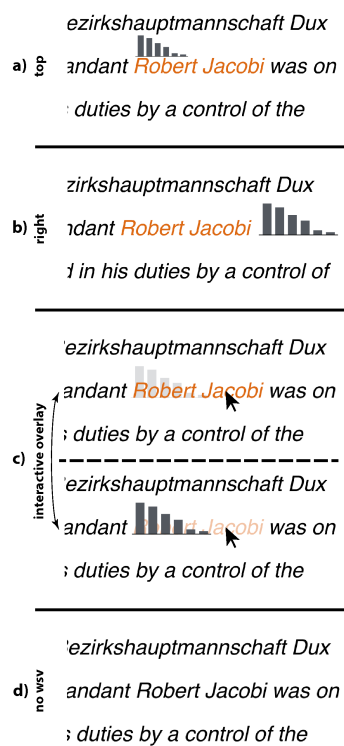 ezirkshauptmannschaft Dux
a) top
andant Robert Jacobi was on
s duties by a control of the
zirkshauptmannschaft Dux
b) right
ndant Robert Jacobi
d in his duties by a control of
ezirkshauptmannschaft Dux
andant Robert Jacobi was on
s duties by a control of the
c) interactive overlay
ezirkshauptmannschaft Dux
andant Robert Jacobi was on
s duties by a control of the
ezirkshauptmannschaft Dux
d) no wsv
andant Robert Jacobi was on
s duties by a control of the